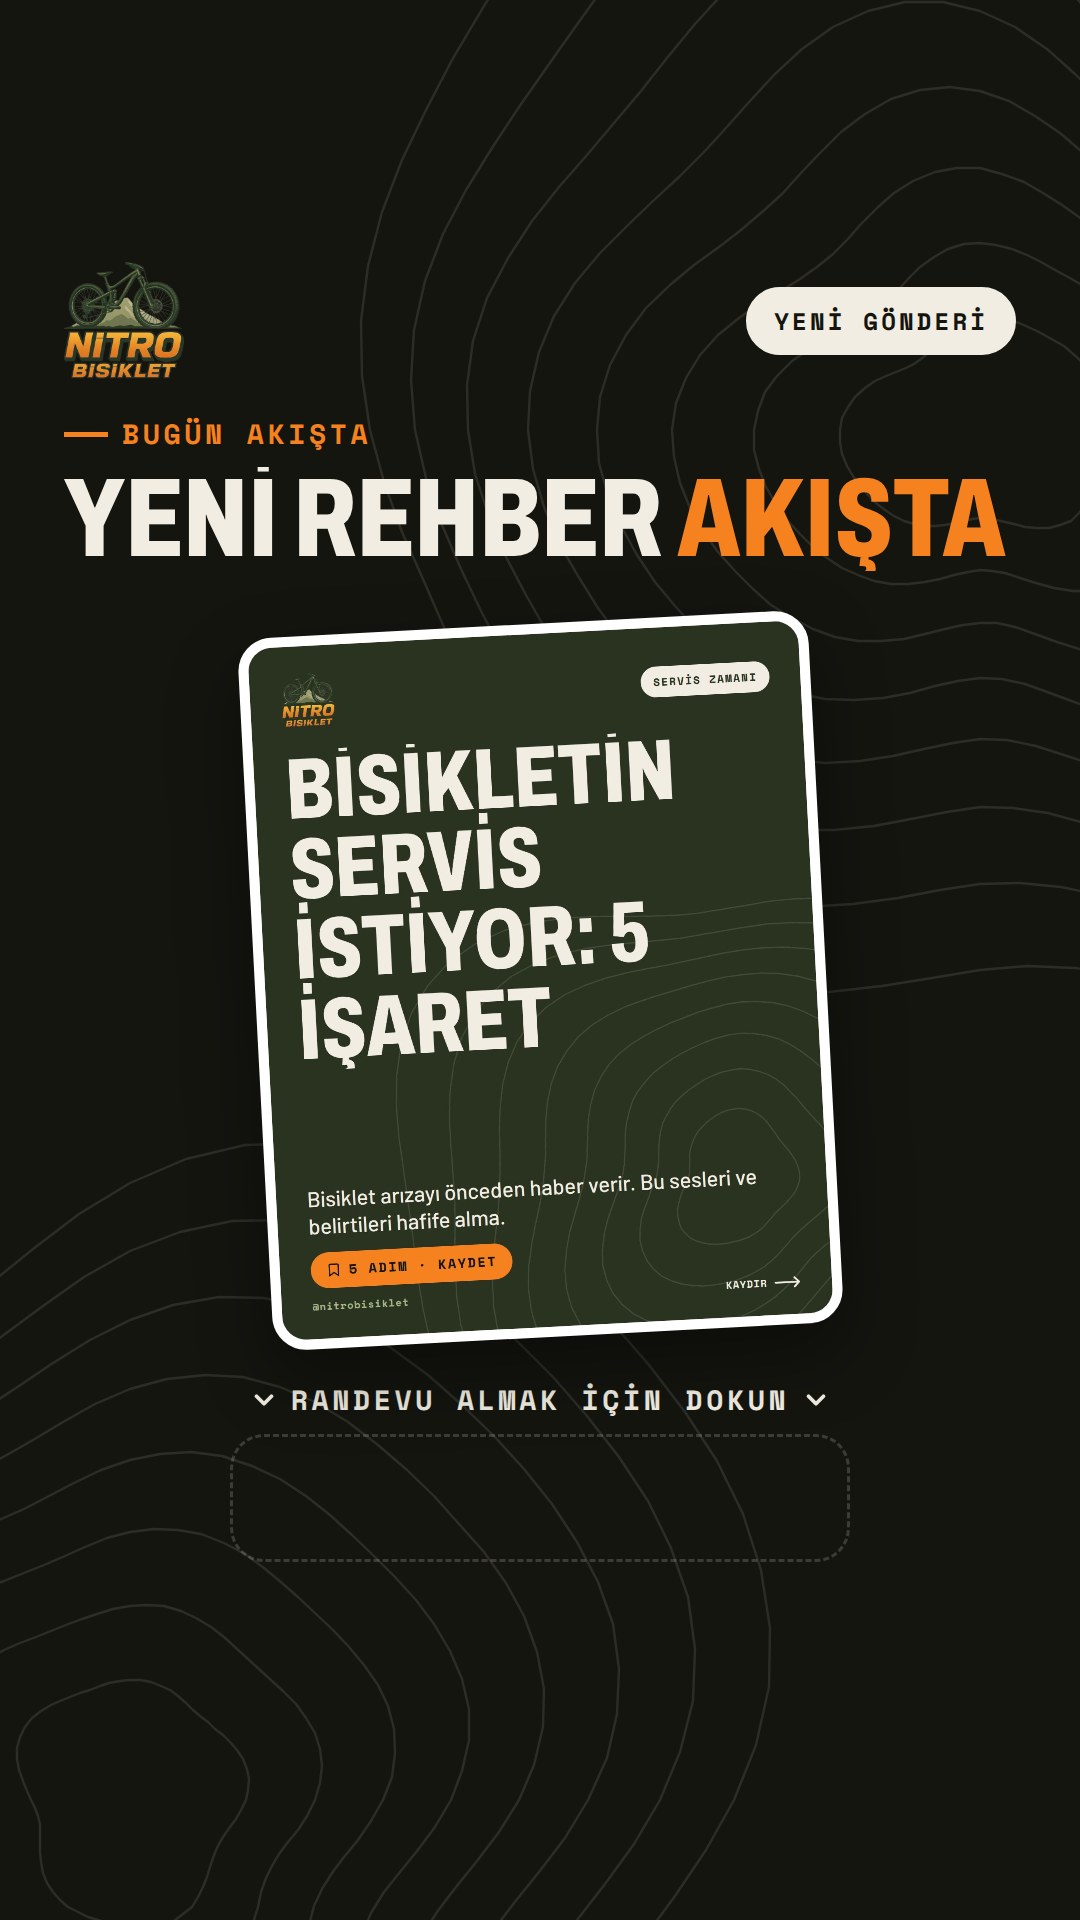 NiTRO
BiSiKLET
YENİ GÖNDERİ
BUGÜN AKIŞTA
YENİ REHBER AKIŞTA
NiTRO
BISIKLET
SERVİS ZAMANI
BİSİKLETİN
SERVİS
İSTİYOR: 5
İŞARET
Bisiklet arızayı önceden haber verir. Bu sesleri ve
belirtileri hafife alma.
5 ADIM · KAYDET
@nitrobisiklet
KAYDIR
RANDEVU ALMAK İÇİN DOKUN